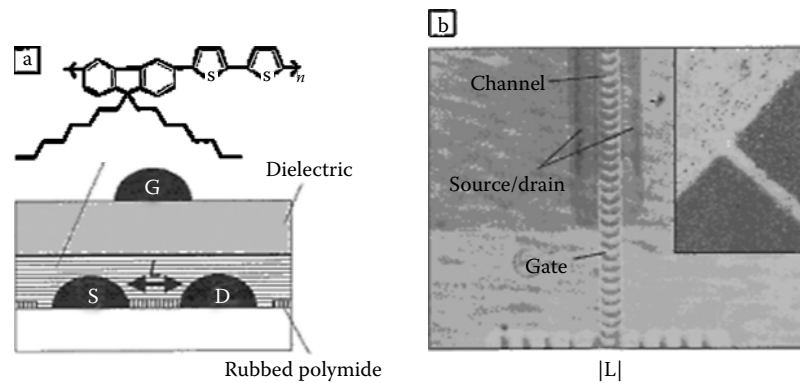 a
S S n
G
Dielectric
L
S D
Rubbed polymide
b
Channel
Source/drain
Gate
|L|